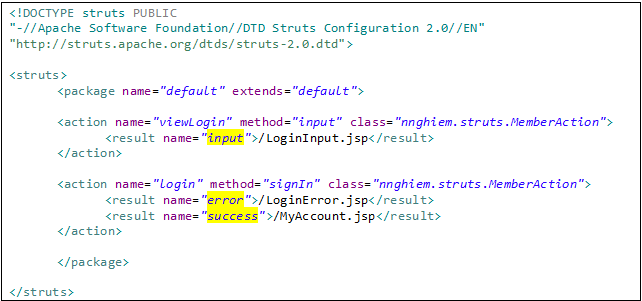 <!DOCTYPE struts PUBLIC
"-//Apache Software Foundation//DTD Struts Configuration 2.0//EN"
"http://struts.apache.org/dtds/struts-2.0.dtd">
<struts>
<package name="default" extends="default">
<action name="viewLogin" method="input" class="nnghiem.struts.MemberAction">
<result name="input">/LoginInput.jsp</result>
</action>
<action name="login" method="signIn" class="nnghiem.struts.MemberAction">
<result name="error">/LoginError.jsp</result>
<result name="success">/MyAccount.jsp</result>
</action>
</package>
</struts>